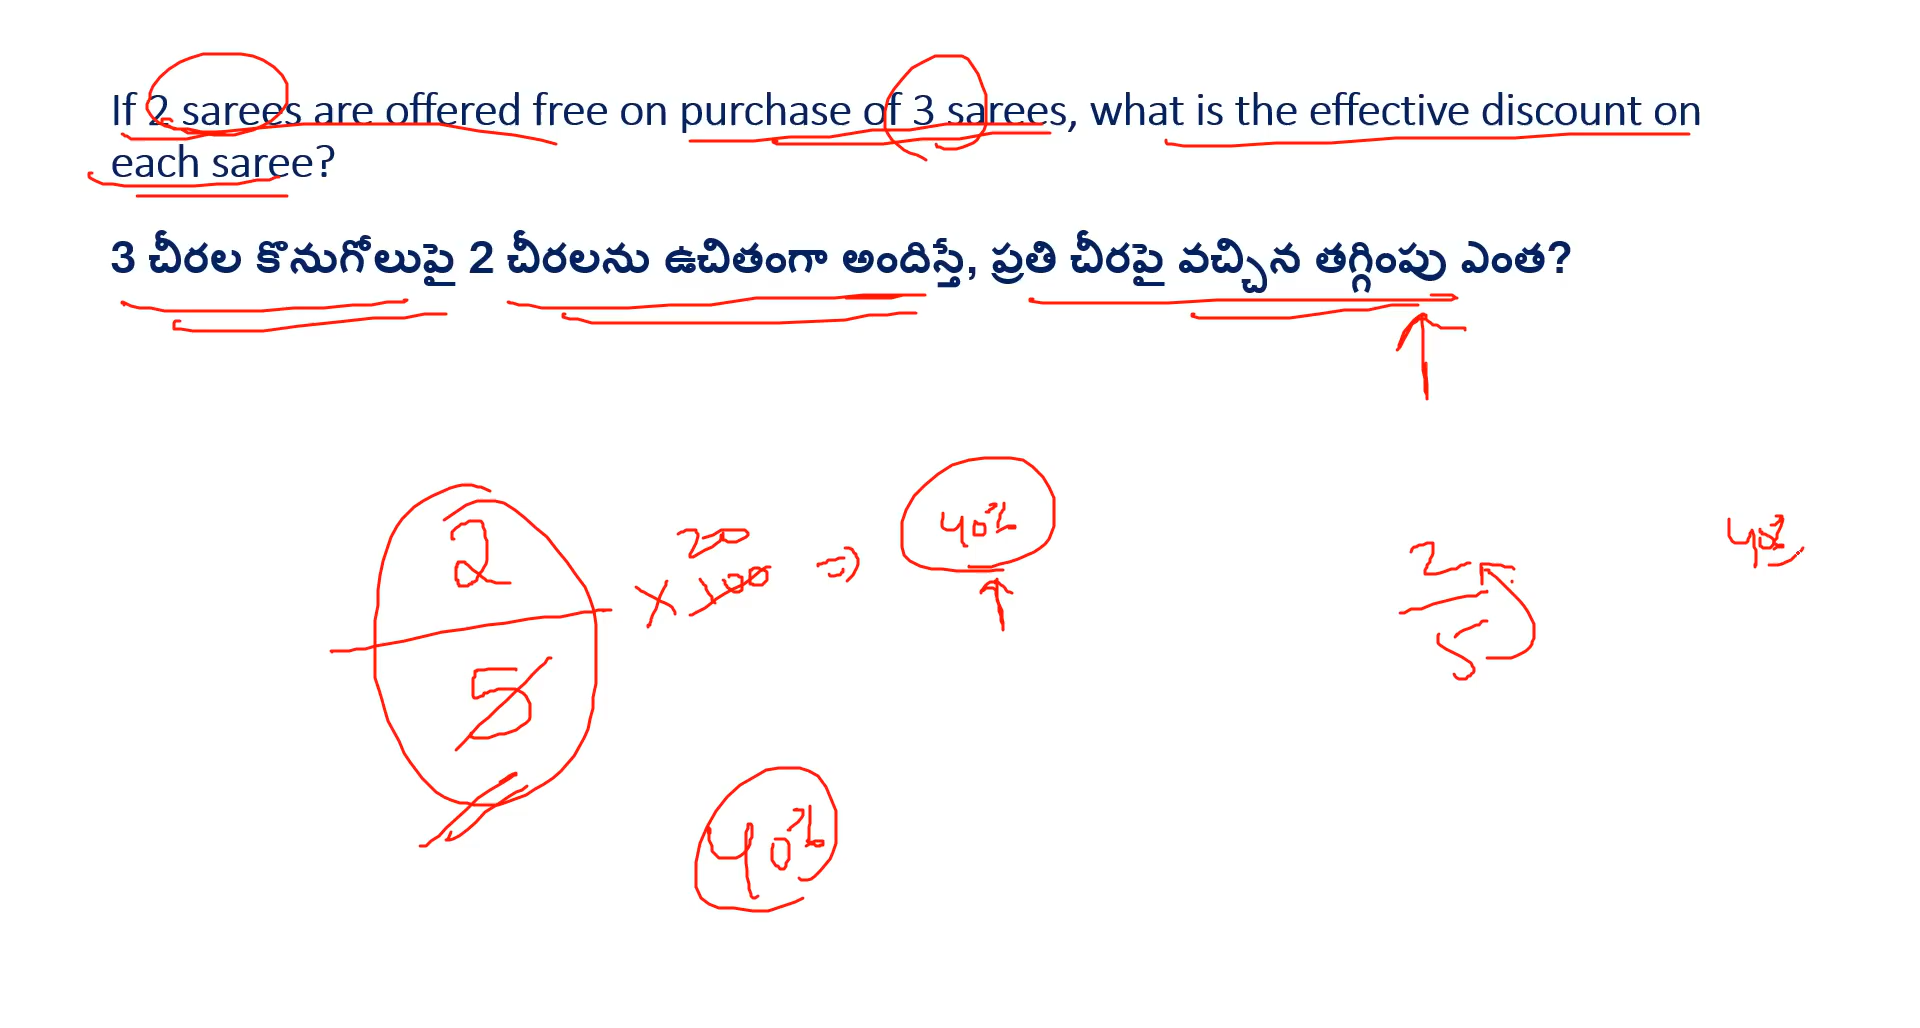 If 2 sarees are offered free on purchase of 3 sarees, what is the effective discount on
each saree?
3 చీరల కొనుగోలుపై 2 చీరలను ఉచితంగా అందిస్తే, ప్రతి చీరపై వచ్చిన తగ్గింపు ఎంత?
2
5
20
× 100 ⇒ 40%
2
5
40%
40%